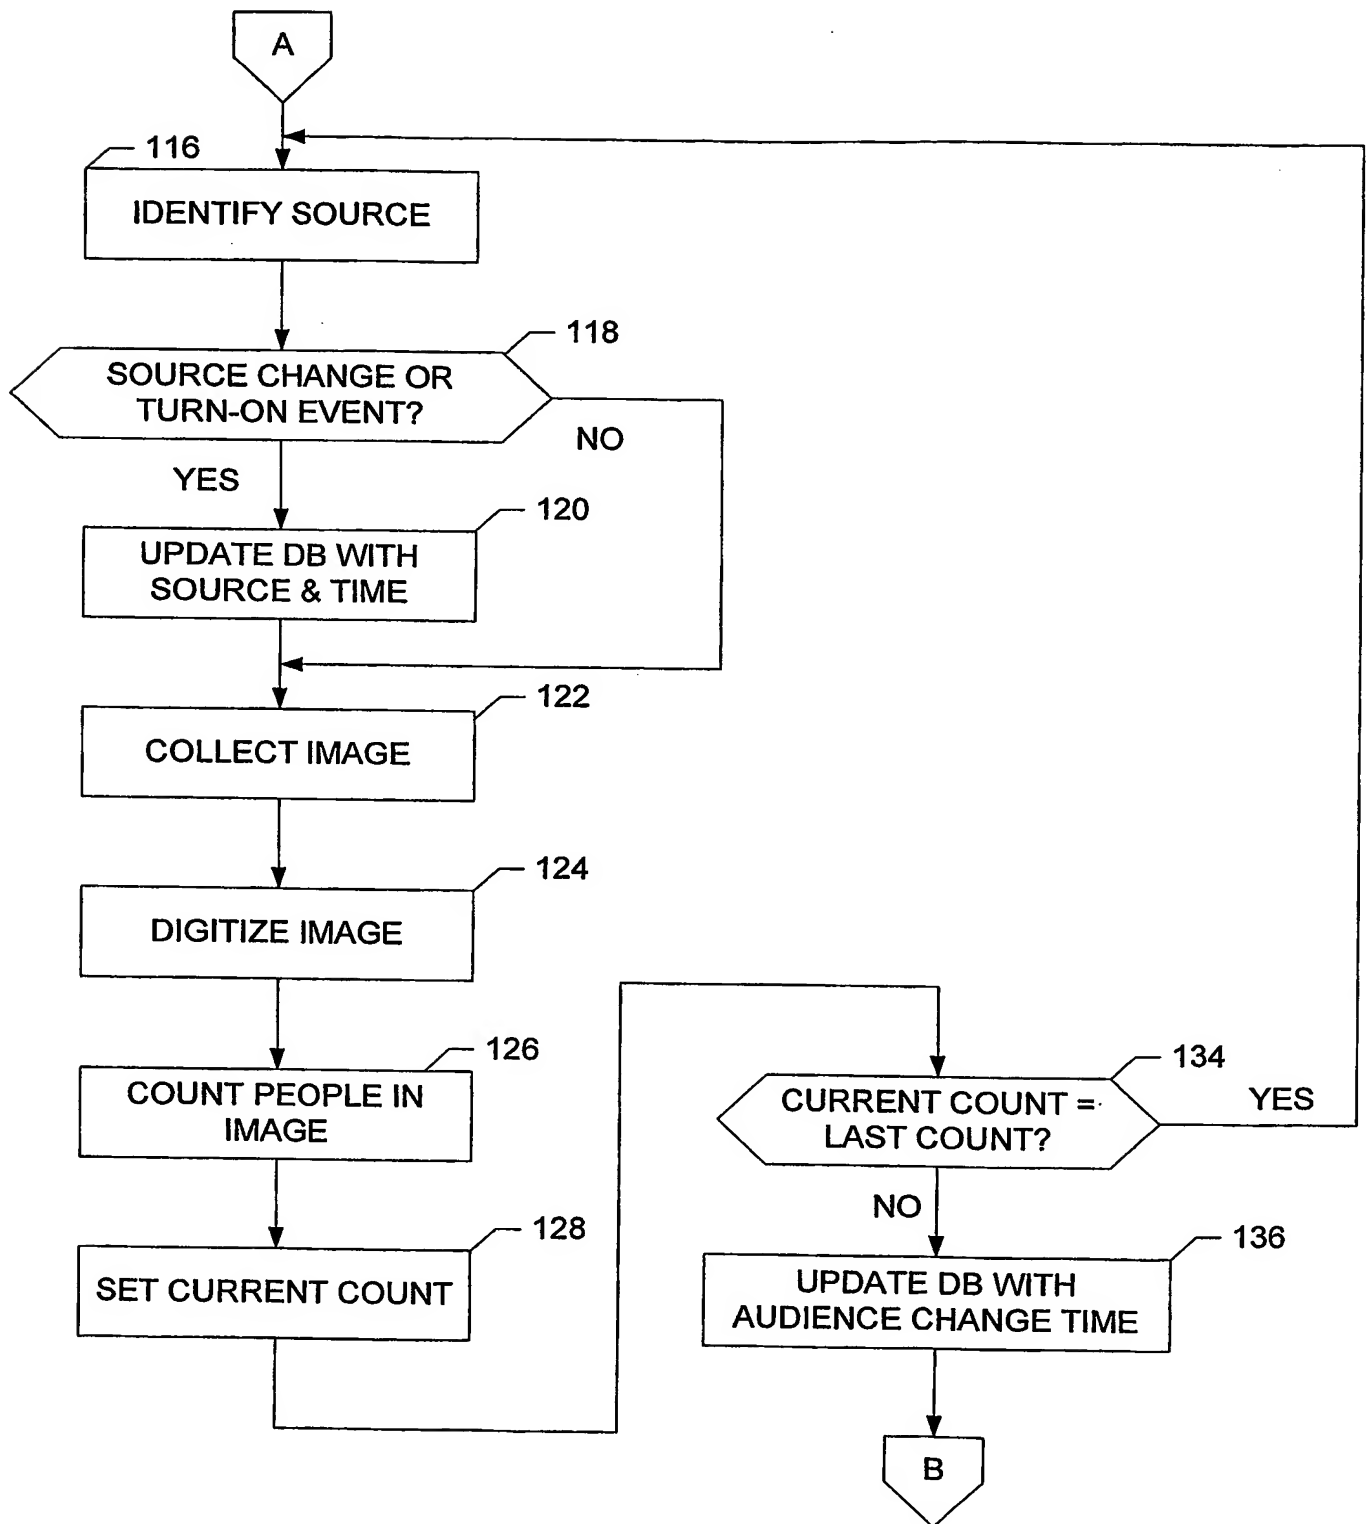 A
116
IDENTIFY SOURCE
118
SOURCE CHANGE OR
TURN-ON EVENT?
NO
YES
120
UPDATE DB WITH
SOURCE & TIME
122
COLLECT IMAGE
124
DIGITIZE IMAGE
126
COUNT PEOPLE IN
IMAGE
128
SET CURRENT COUNT
134
CURRENT COUNT =
LAST COUNT?
YES
NO
136
UPDATE DB WITH
AUDIENCE CHANGE TIME
B